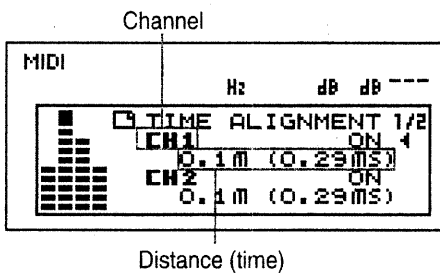 Channel
MIDI
Hz dB dB ---
TIME ALIGNMENT 1/2
CH1 ON
0.1m (0.29ms)
CH2 ON
0.1m (0.29ms)
Distance (time)